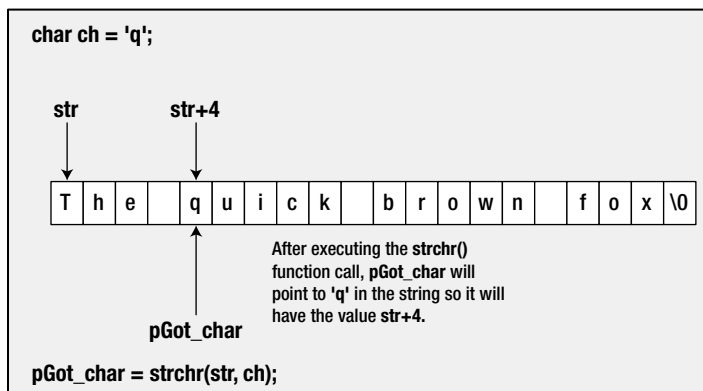 char ch = 'q';
str str+4
T h e q u i c k b r o w n f o x \0
After executing the strchr()
function call, pGot_char will
point to 'q' in the string so it will
have the value str+4.
pGot_char
pGot_char = strchr(str, ch);